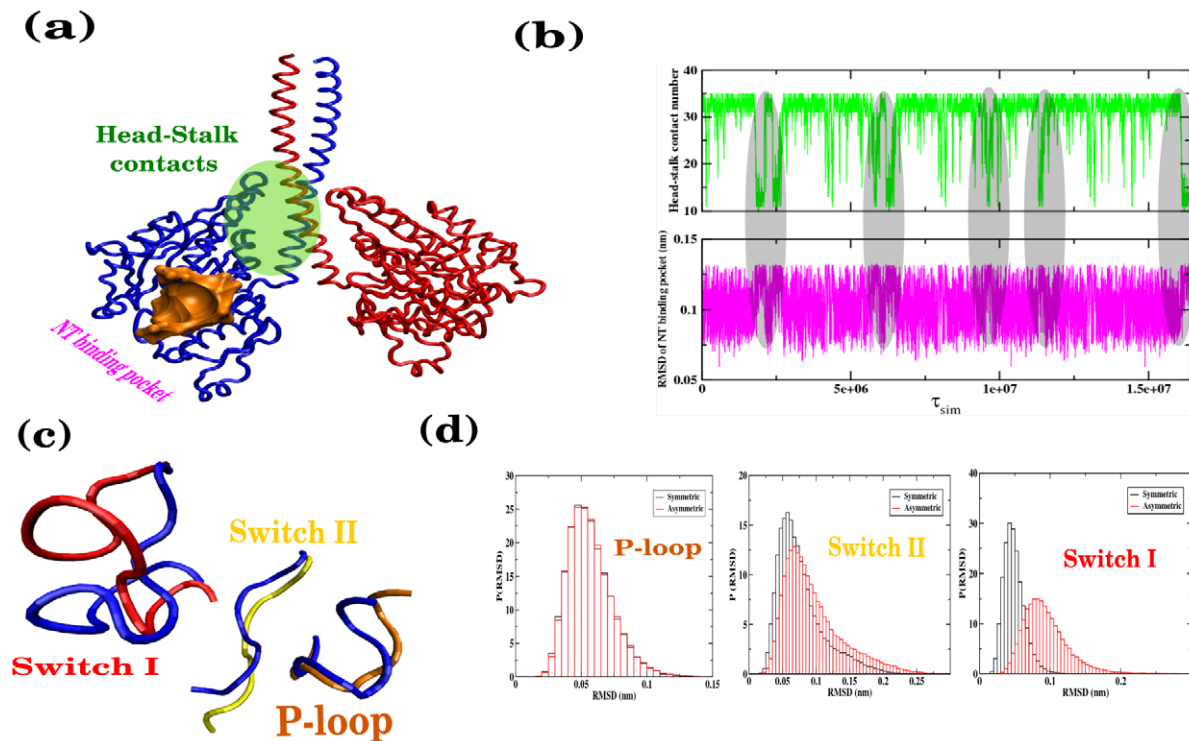 (a)
Head-Stalk
contacts
NT binding pocket
(b)
Head-stalk contact number
40
30
20
10
RMSD of NT binding pocket (nm)
0.15
0.1
0.05
0
5e+06
1e+07
1.5e+07
τsim
(c)
Switch I
Switch II
P-loop
(d)
P(RMSD)
30
25
20
15
10
5
0
Symmetric
Asymmetric
P-loop
0.05
0.1
0.15
RMSD (nm)
P (RMSD)
15
10
5
0
Symmetric
Asymmetric
Switch II
0
0.05
0.1
0.15
0.2
0.25
RMSD (nm)
P(RMSD)
40
30
20
10
0
Symmetric
Asymmetric
Switch I
0
0.1
0.2
RMSD (nm)